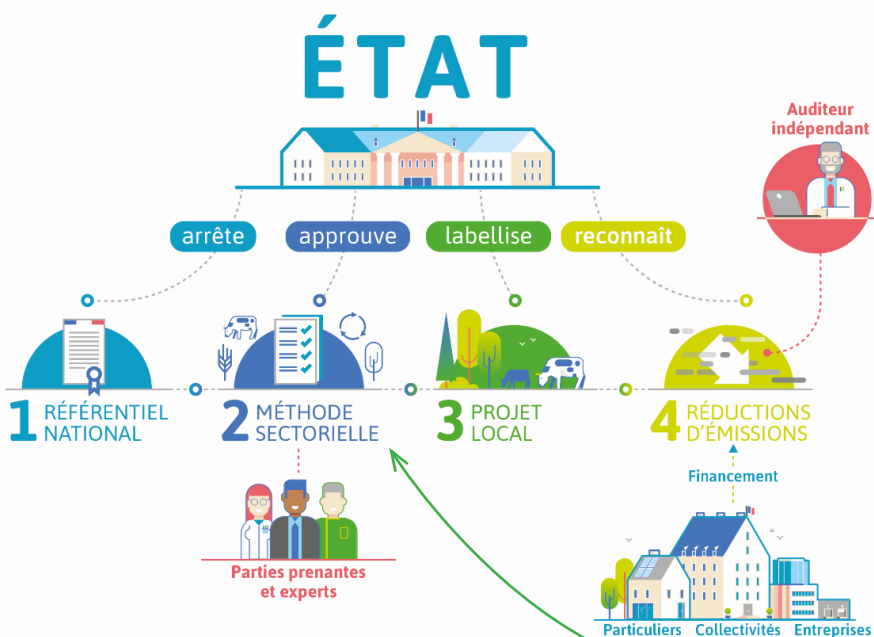 ÉTAT
Auditeur
indépendant
arrête
approuve
labellise
reconnaît
1 RÉFÉRENTIEL
NATIONAL
2 MÉTHODE
SECTORIELLE
3 PROJET
LOCAL
4 RÉDUCTIONS
D'ÉMISSIONS
Financement
Parties prenantes
et experts
Particuliers
Collectivités
Entreprises